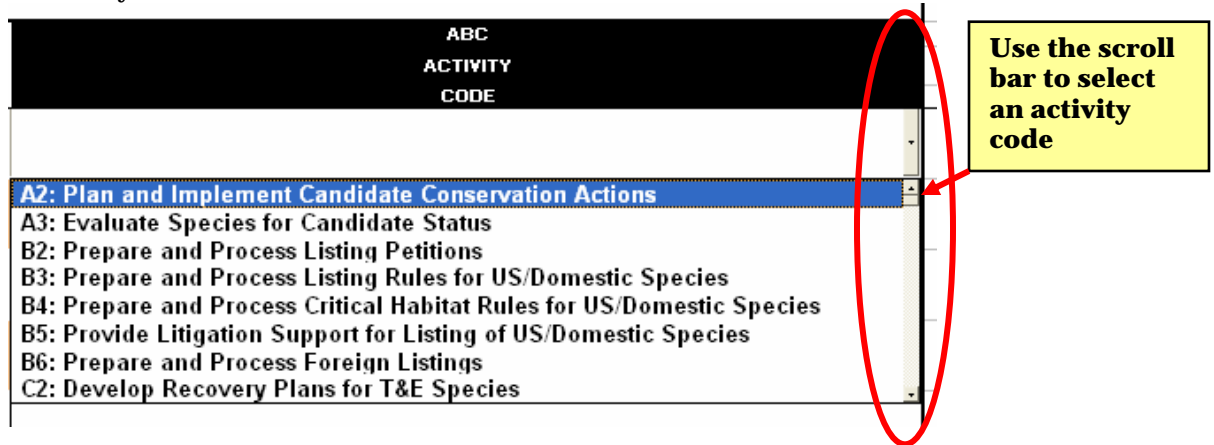 ABC
ACTIVITY
CODE
A2: Plan and Implement Candidate Conservation Actions
A3: Evaluate Species for Candidate Status
B2: Prepare and Process Listing Petitions
B3: Prepare and Process Listing Rules for US/Domestic Species
B4: Prepare and Process Critical Habitat Rules for US/Domestic Species
B5: Provide Litigation Support for Listing of US/Domestic Species
B6: Prepare and Process Foreign Listings
C2: Develop Recovery Plans for T&E Species
Use the scroll
bar to select
an activity
code